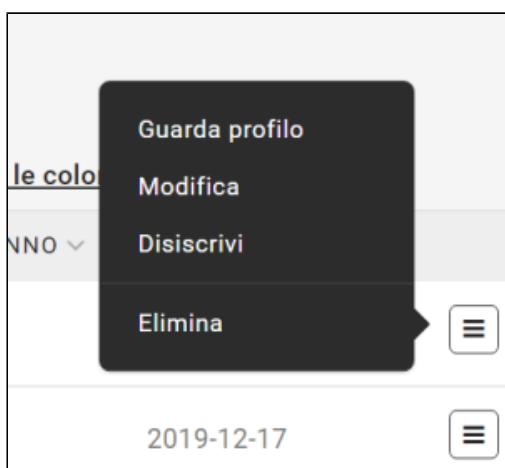 Guarda profilo
le colo
Modifica
NNO
Disiscrivi
Elimina
2019-12-17